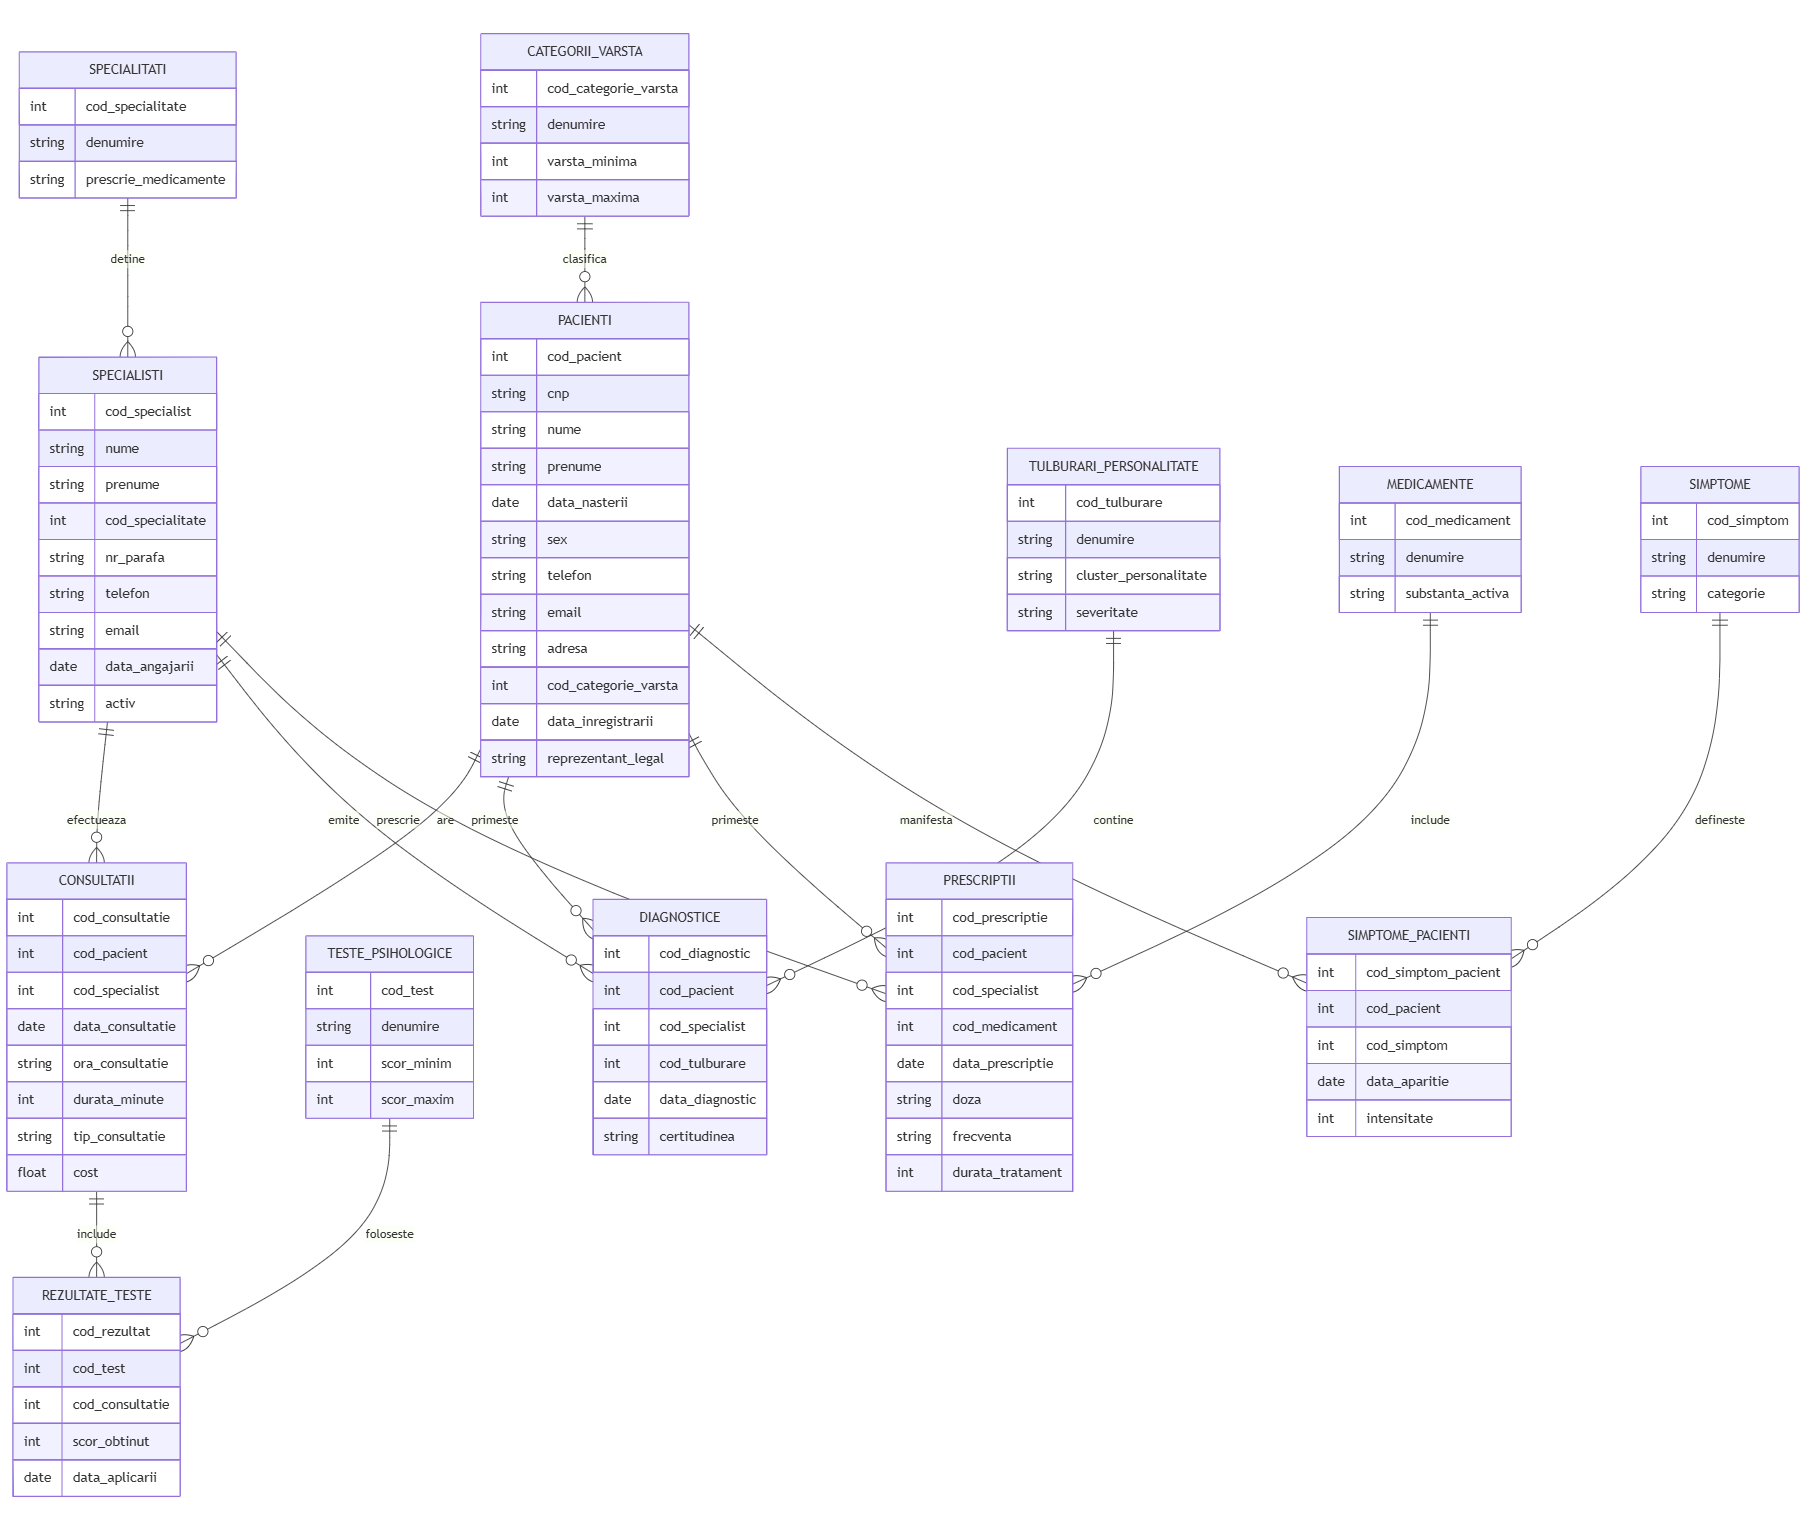 SPECIALITATI
int cod_specialitate
string denumire
string prescrie_medicamente
CATEGORII_VARSTA
int cod_categorie_varsta
string denumire
int varsta_minima
int varsta_maxima
detine
clasifica
SPECIALISTI
int cod_specialist
string nume
string prenume
int cod_specialitate
string nr_parafa
string telefon
string email
date data_angajarii
string activ
PACIENTI
int cod_pacient
string cnp
string nume
string prenume
date data_nasterii
string sex
string telefon
string email
string adresa
int cod_categorie_varsta
date data_inregistrarii
string reprezentant_legal
TULBURARI_PERSONALITATE
int cod_tulburare
string denumire
string cluster_personalitate
string severitate
MEDICAMENTE
int cod_medicament
string denumire
string substanta_activa
SIMPTOME
int cod_simptom
string denumire
string categorie
efectueaza
emite
prescrie
are
primeste
primeste
manifesta
contine
include
defineste
CONSULTATII
int cod_consultatie
int cod_pacient
int cod_specialist
date data_consultatie
string ora_consultatie
int durata_minute
string tip_consultatie
float cost
TESTE_PSIHOLOGICE
int cod_test
string denumire
int scor_minim
int scor_maxim
DIAGNOSTICE
int cod_diagnostic
int cod_pacient
int cod_specialist
int cod_tulburare
date data_diagnostic
string certitudinea
PRESCRIPTII
int cod_prescriptie
int cod_pacient
int cod_specialist
int cod_medicament
date data_prescriptie
string doza
string frecventa
int durata_tratament
SIMPTOME_PACIENTI
int cod_simptom_pacient
int cod_pacient
int cod_simptom
date data_aparitie
int intensitate
include
foloseste
REZULTATE_TESTE
int cod_rezultat
int cod_test
int cod_consultatie
int scor_obtinut
date data_aplicarii